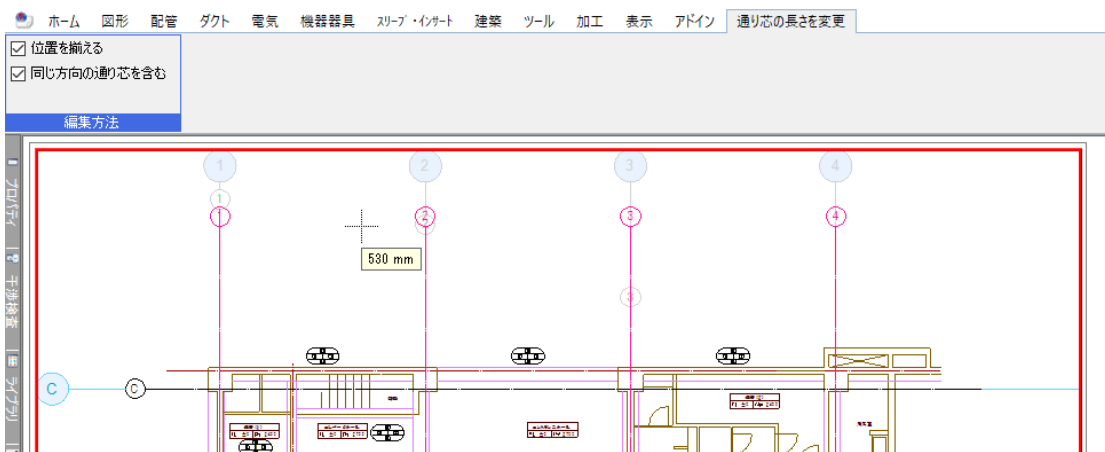 ホーム 図形 配管 ダクト 電気 機器器具 スリーブ・インサート 建築 ツール 加工 表示 アドイン 通り芯の長さを変更
位置を揃える
同じ方向の通り芯を含む
編集方法
プロパティ
干渉検査
ライブラリ
1 2 3 4
1
1 2 3 4
530 mm
3
C C